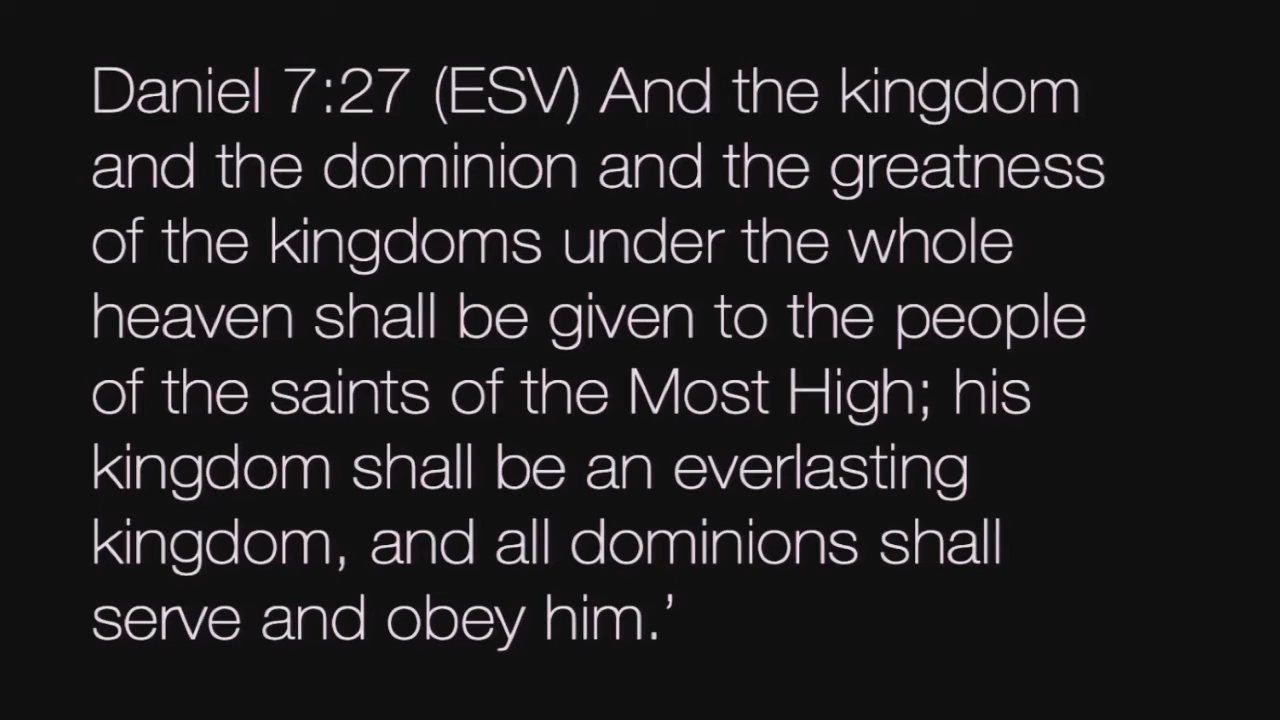 Daniel 7:27 (ESV) And the kingdom
and the dominion and the greatness
of the kingdoms under the whole
heaven shall be given to the people
of the saints of the Most High; his
kingdom shall be an everlasting
kingdom, and all dominions shall
serve and obey him.’